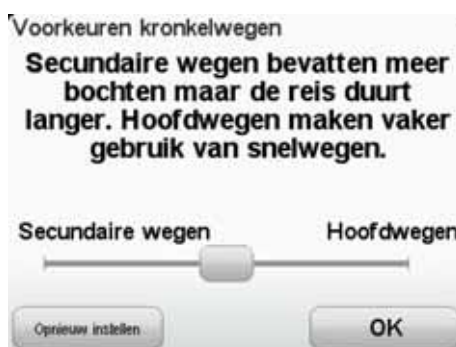 Voorkeuren kronkelwegen
Secundaire wegen bevatten meer
bochten maar de reis duurt
langer. Hoofdwegen maken vaker
gebruik van snelwegen.
Secundaire wegen
Hoofdwegen
Opnieuw instellen
OK